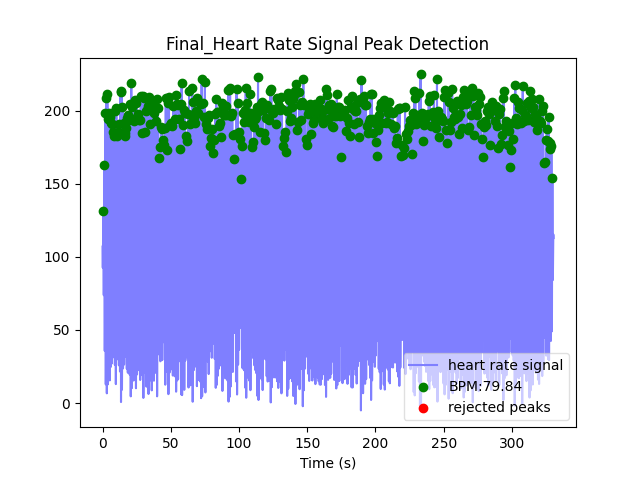 Final_Heart Rate Signal Peak Detection
200
150
100
50
0
heart rate signal
BPM:79.84
rejected peaks
0 50 100 150 200 250 300
Time (s)